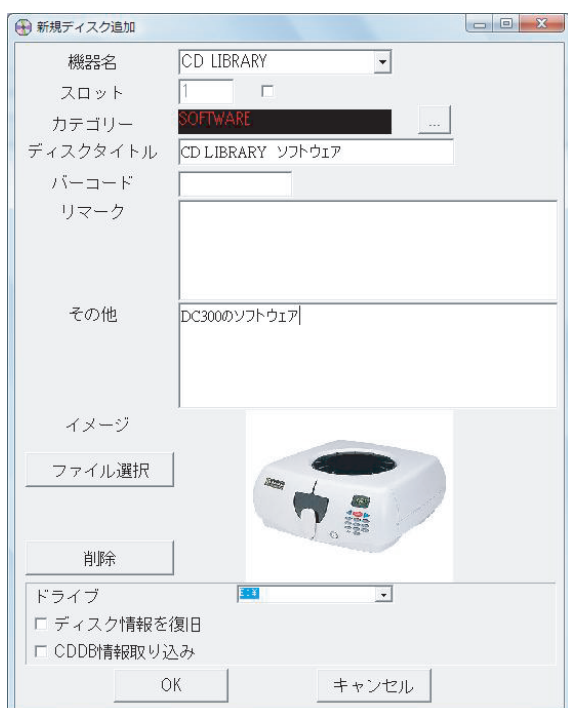 新規ディスク追加
機器名 CD LIBRARY
スロット 1
カテゴリー SOFTWARE ...
ディスクタイトル CD LIBRARY ソフトウェア
バーコード
リマーク
その他 DC300のソフトウェア
イメージ
ファイル選択
削除
ドライブ
ディスク情報を復旧
CDDB情報取り込み
OK キャンセル